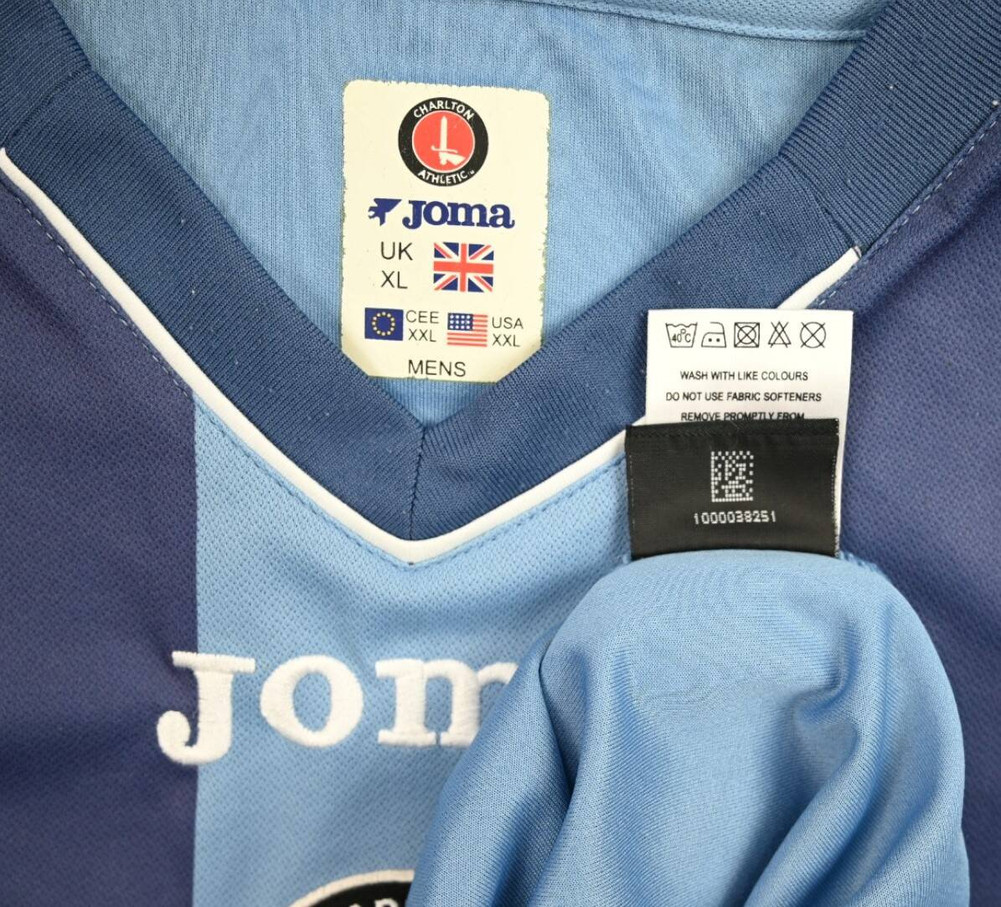 CHARLTON
ATHLETIC™
Joma
UK
XL
CEE
XXL
USA
XXL
MENS
40°C
WASH WITH LIKE COLOURS
DO NOT USE FABRIC SOFTENERS
REMOVE PROMPTLY FROM
1000038251
Jom